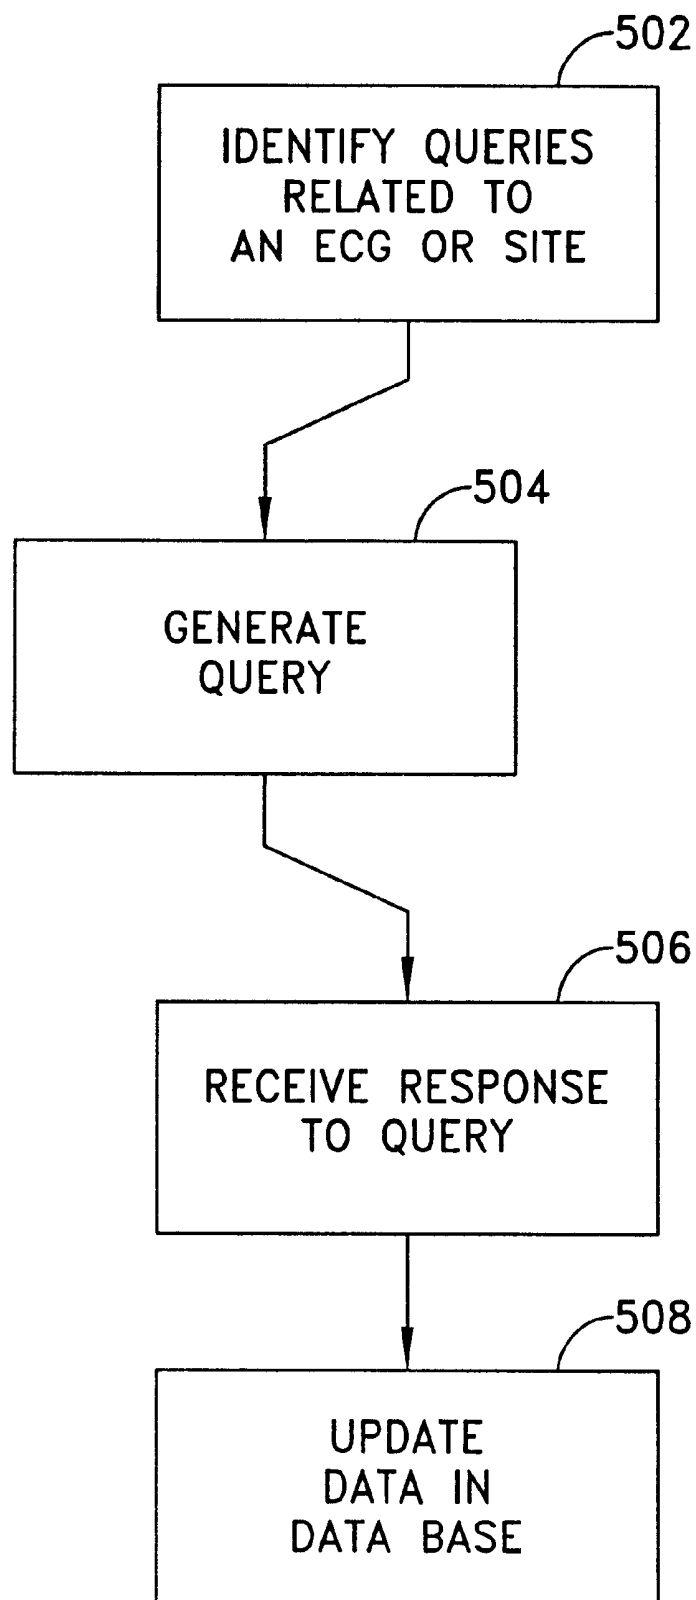 502
IDENTIFY QUERIES
RELATED TO
AN ECG OR SITE
504
GENERATE
QUERY
506
RECEIVE RESPONSE
TO QUERY
508
UPDATE
DATA IN
DATA BASE